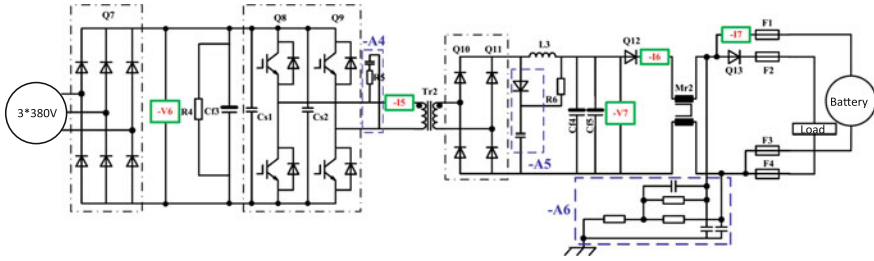 Q7
Q8
Q9
-A4
Q10
Q11
L3
Q12
-I6
-I7
F1
Q13
F2
Mr2
R5
Tr2
-I5
3*380V
-V6
R4
Cf3
Cs1
Cs2
R6
Cf4
Cf5
-V7
-A5
Battery
Load
F3
F4
-A6